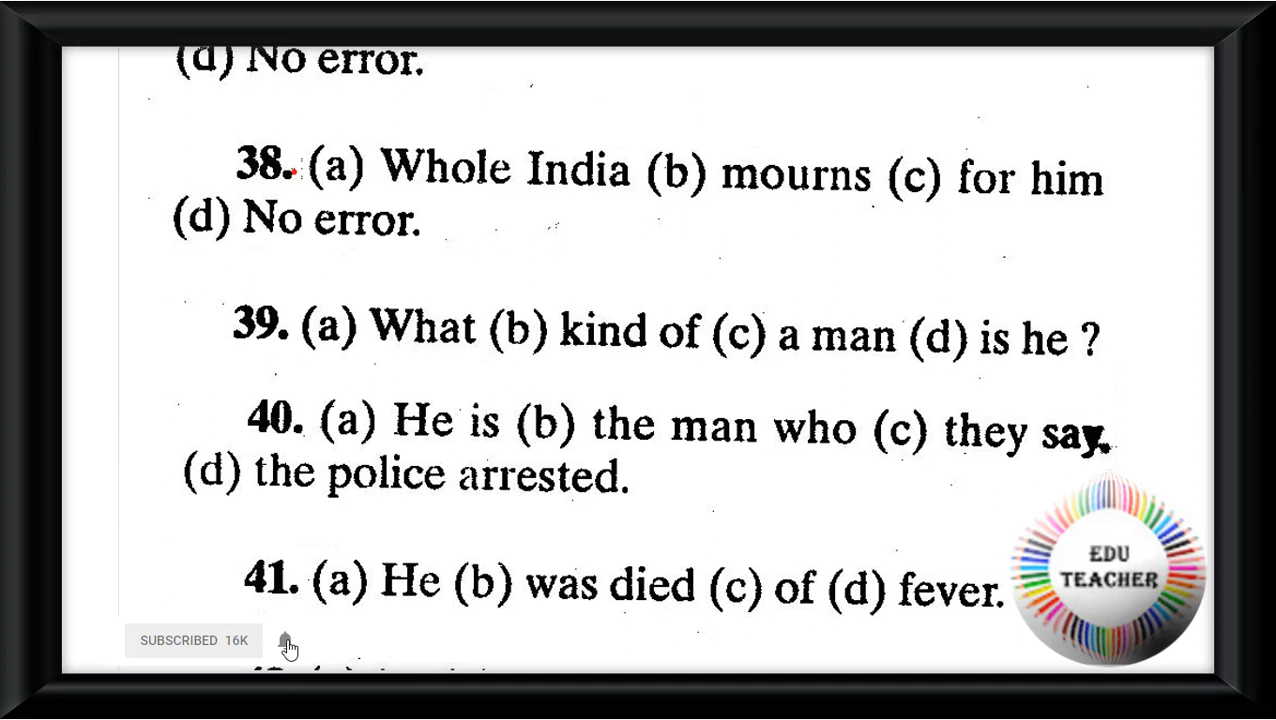 (d) No error.
38. (a) Whole India (b) mourns (c) for him
(d) No error.
39. (a) What (b) kind of (c) a man (d) is he ?
40. (a) He is (b) the man who (c) they say,
(d) the police arrested.
41. (a) He (b) was died (c) of (d) fever.
EDU
TEACHER
SUBSCRIBED 16K